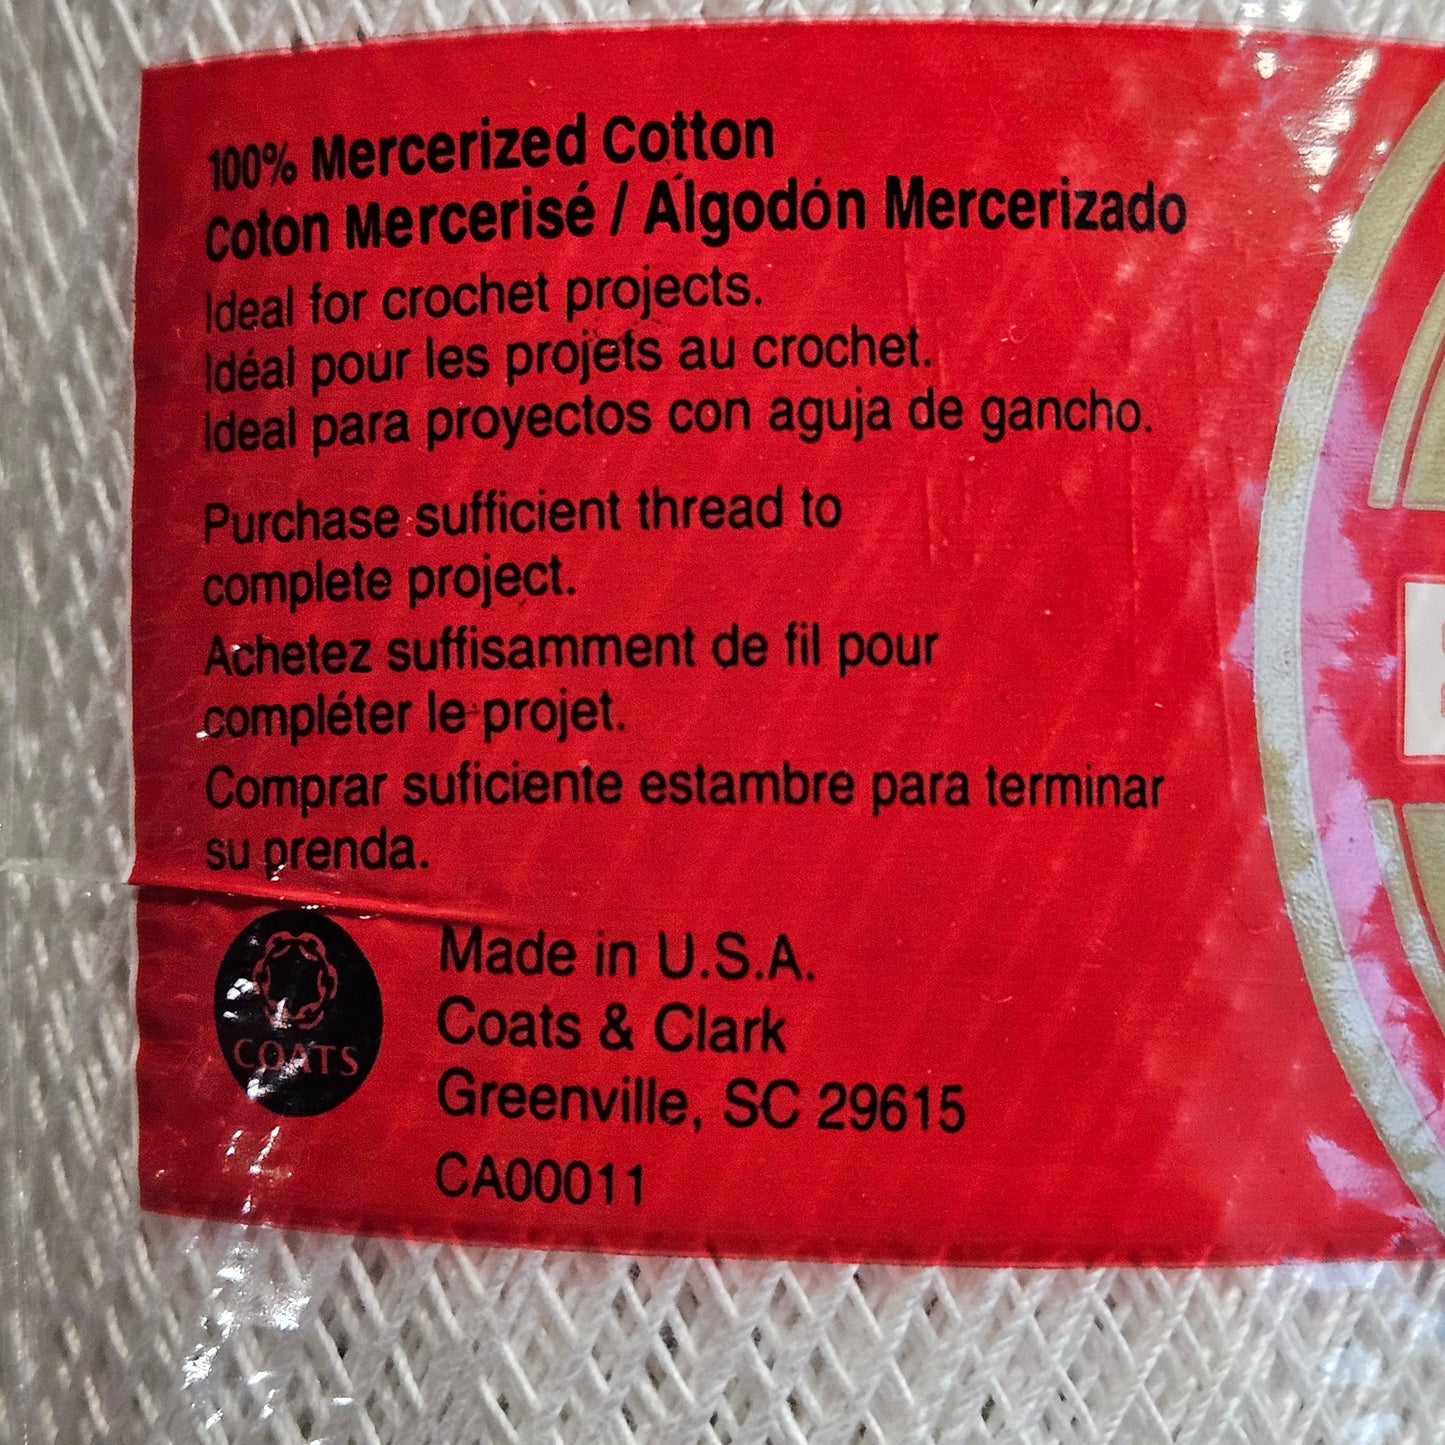 100% Mercerized Cotton
Coton Mercerisé / Algodón Mercerizado
Ideal for crochet projects.
Idéal pour les projets au crochet.
Ideal para proyectos con aguja de gancho.
Purchase sufficient thread to
complete project.
Achetez suffisamment de fil pour
compléter le projet.
Comprar suficiente estambre para terminar
su prenda.
COATS
Made in U.S.A.
Coats & Clark
Greenville, SC 29615
CA00011